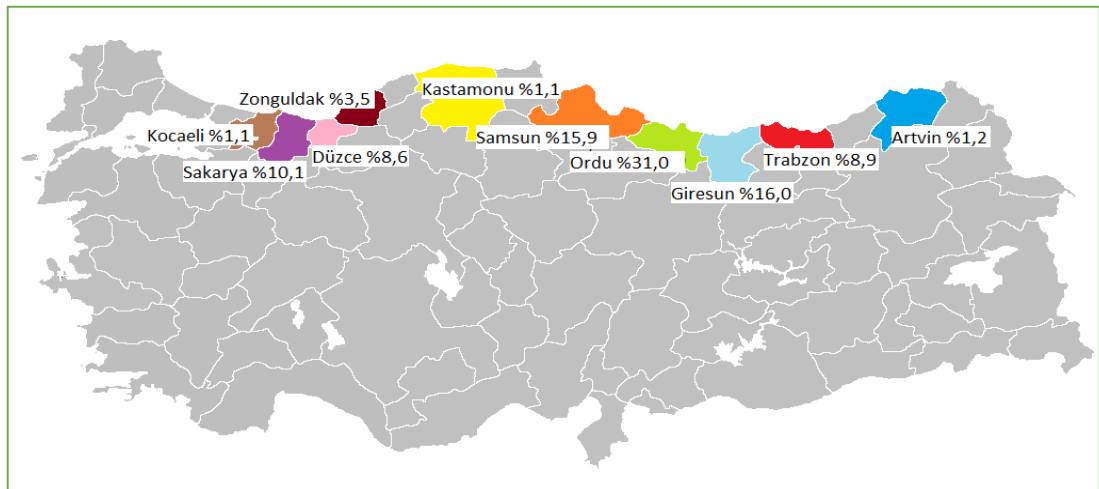 Zonguldak %3,5
Kastamonu %1,1
Kocaeli %1,1
Samsun %15,9
Artvin %1,2
Düzce %8,6
Ordu %31,0
Trabzon %8,9
Sakarya %10,1
Giresun %16,0